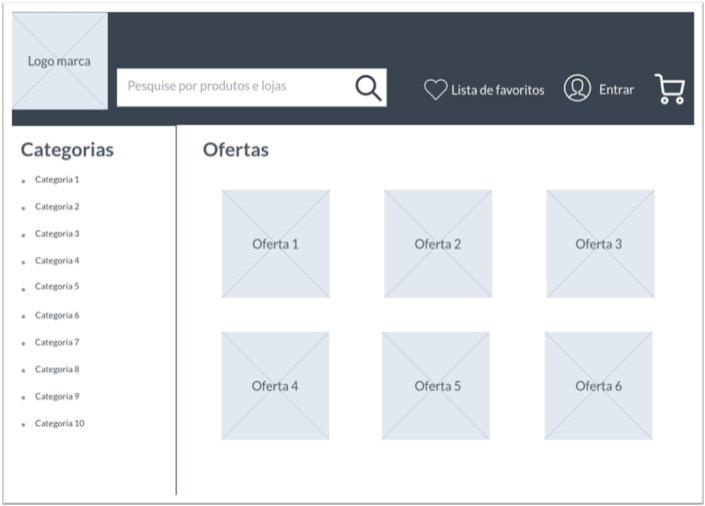 Logo marca
Pesquise por produtos e lojas
Lista de favoritos
Entrar
Categorias
Categoria 1
Categoria 2
Categoria 3
Categoria 4
Categoria 5
Categoria 6
Categoria 7
Categoria 8
Categoria 9
Categoria 10
Ofertas
Oferta 1
Oferta 2
Oferta 3
Oferta 4
Oferta 5
Oferta 6